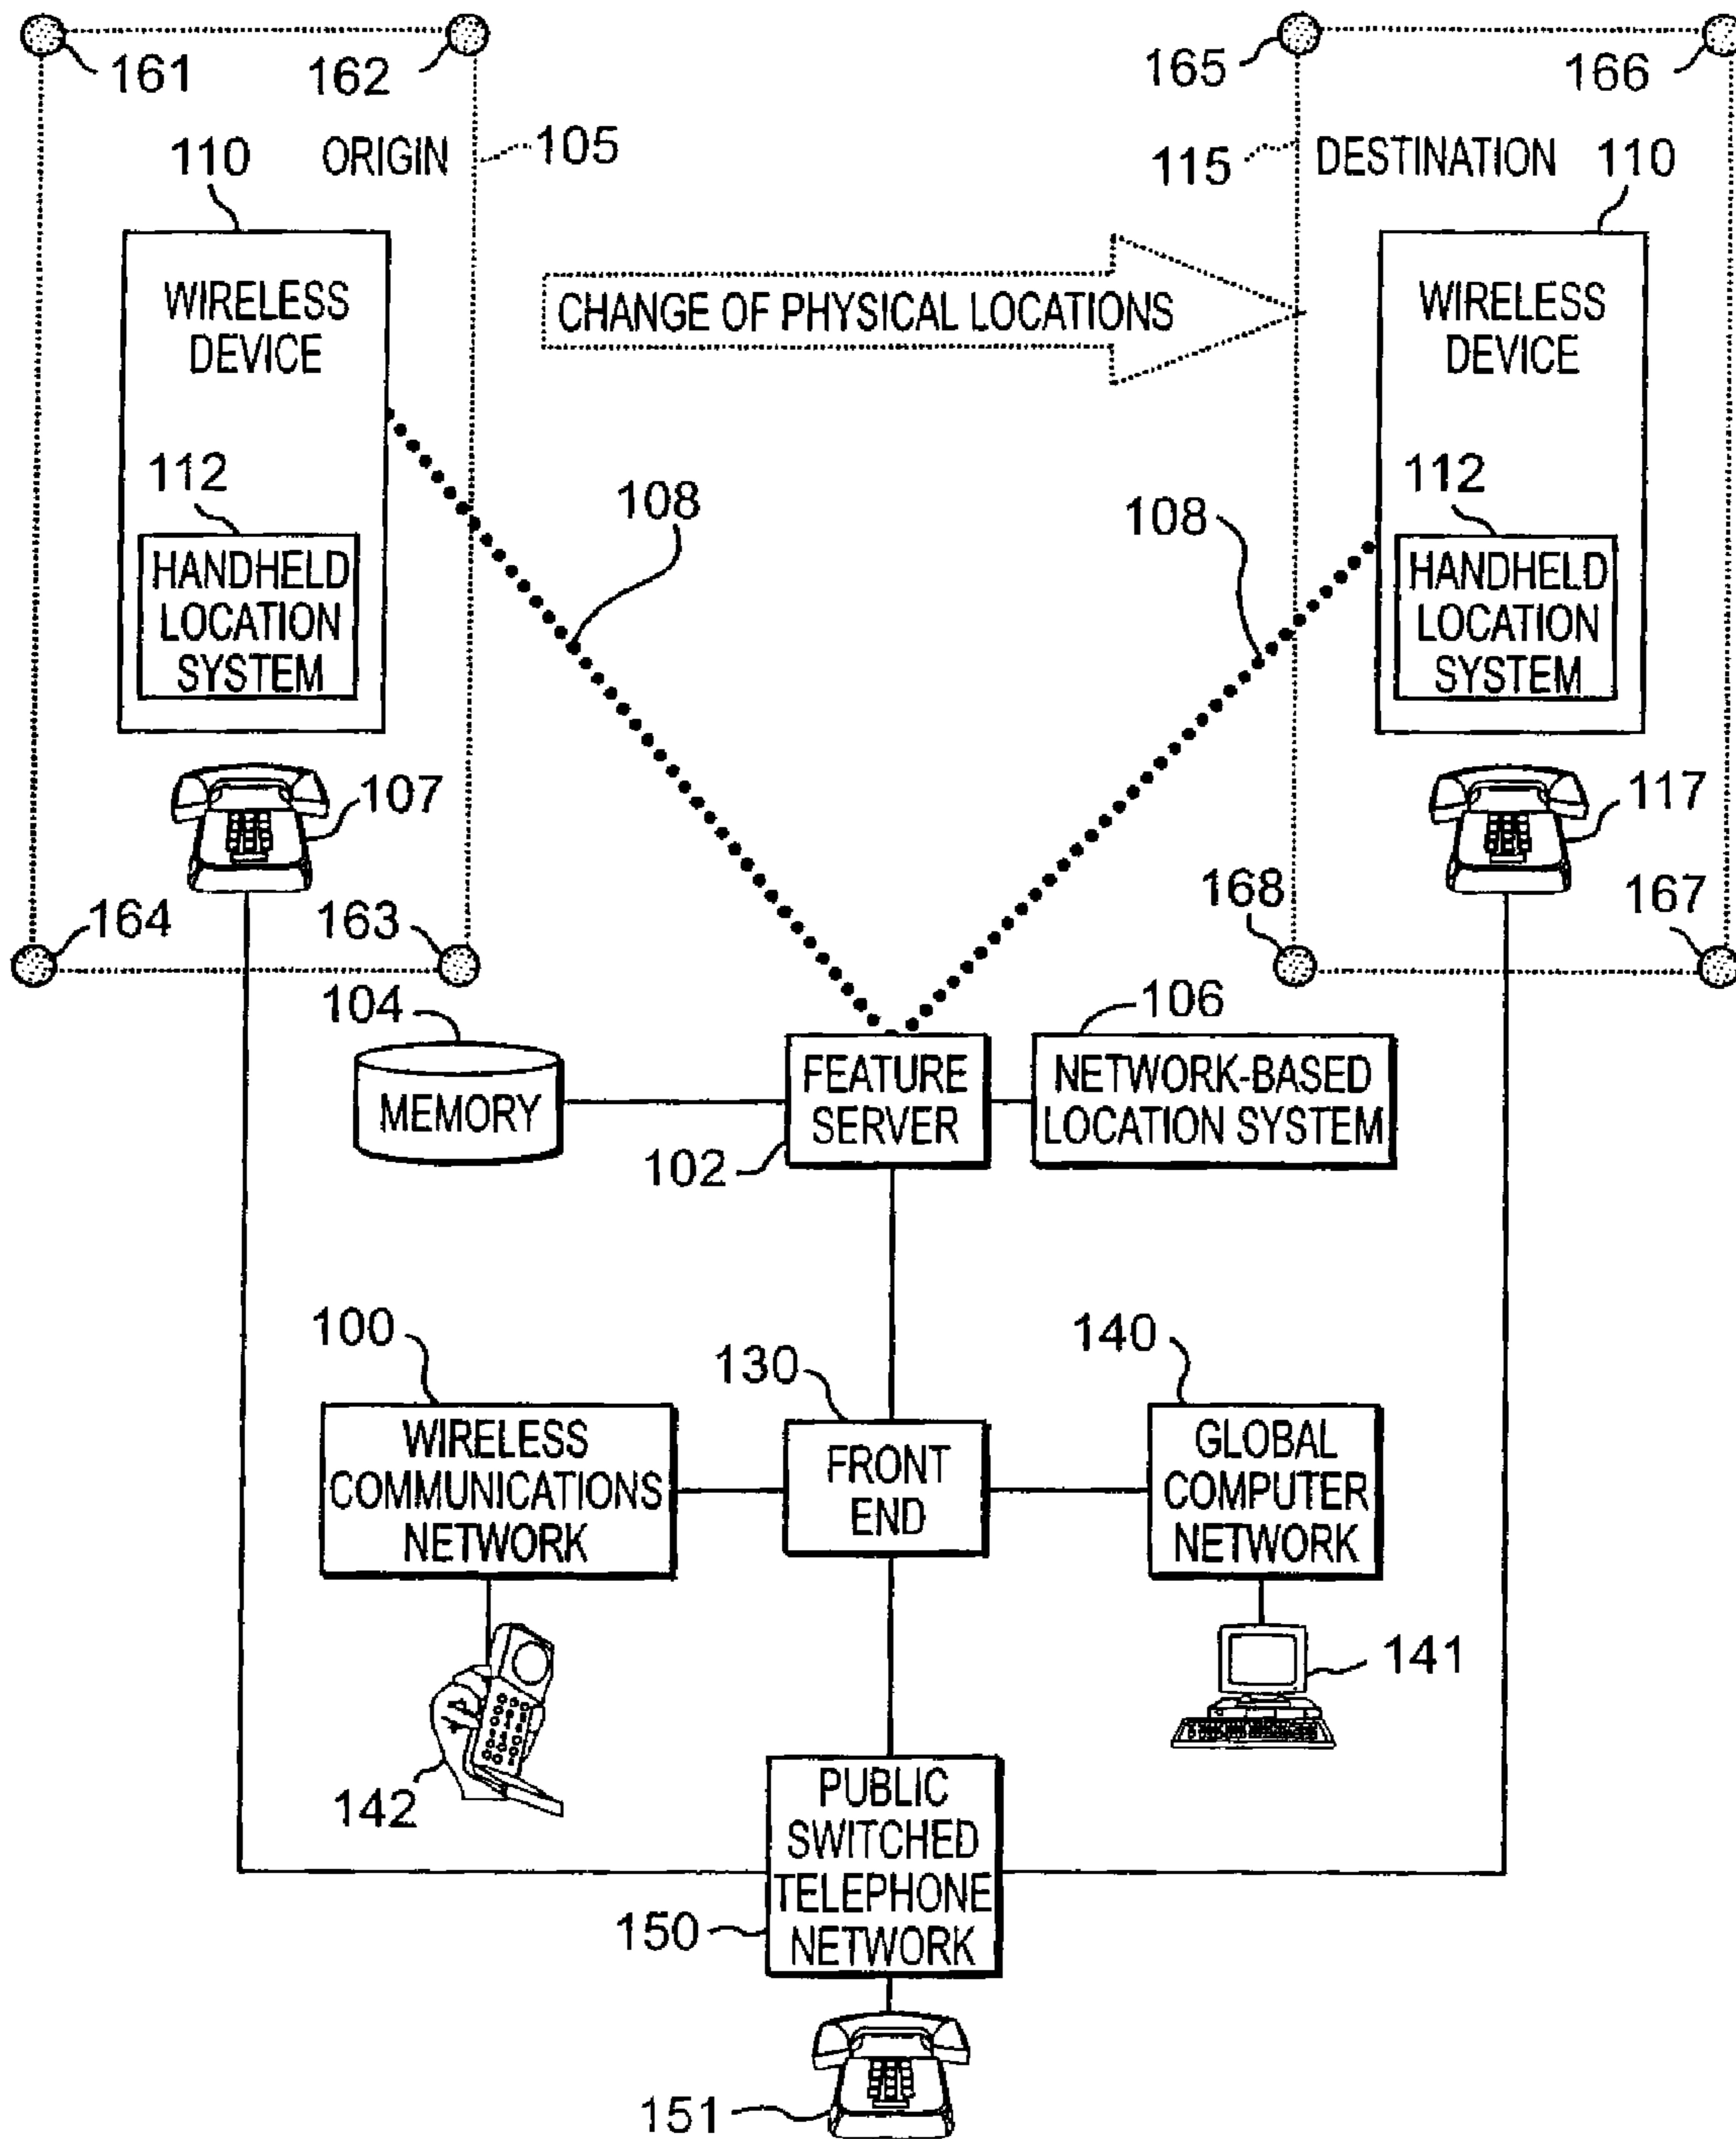 161
162
165
166
110
ORIGIN
105
115
DESTINATION
110
WIRELESS
DEVICE
CHANGE OF PHYSICAL LOCATIONS
WIRELESS
DEVICE
112
108
108
112
HANDHELD
LOCATION
SYSTEM
HANDHELD
LOCATION
SYSTEM
107
117
164
163
168
167
104
106
MEMORY
FEATURE
SERVER
NETWORK-BASED
LOCATION SYSTEM
102
100
130
140
WIRELESS
COMMUNICATIONS
NETWORK
FRONT
END
GLOBAL
COMPUTER
NETWORK
142
141
PUBLIC
SWITCHED
TELEPHONE
NETWORK
150
151